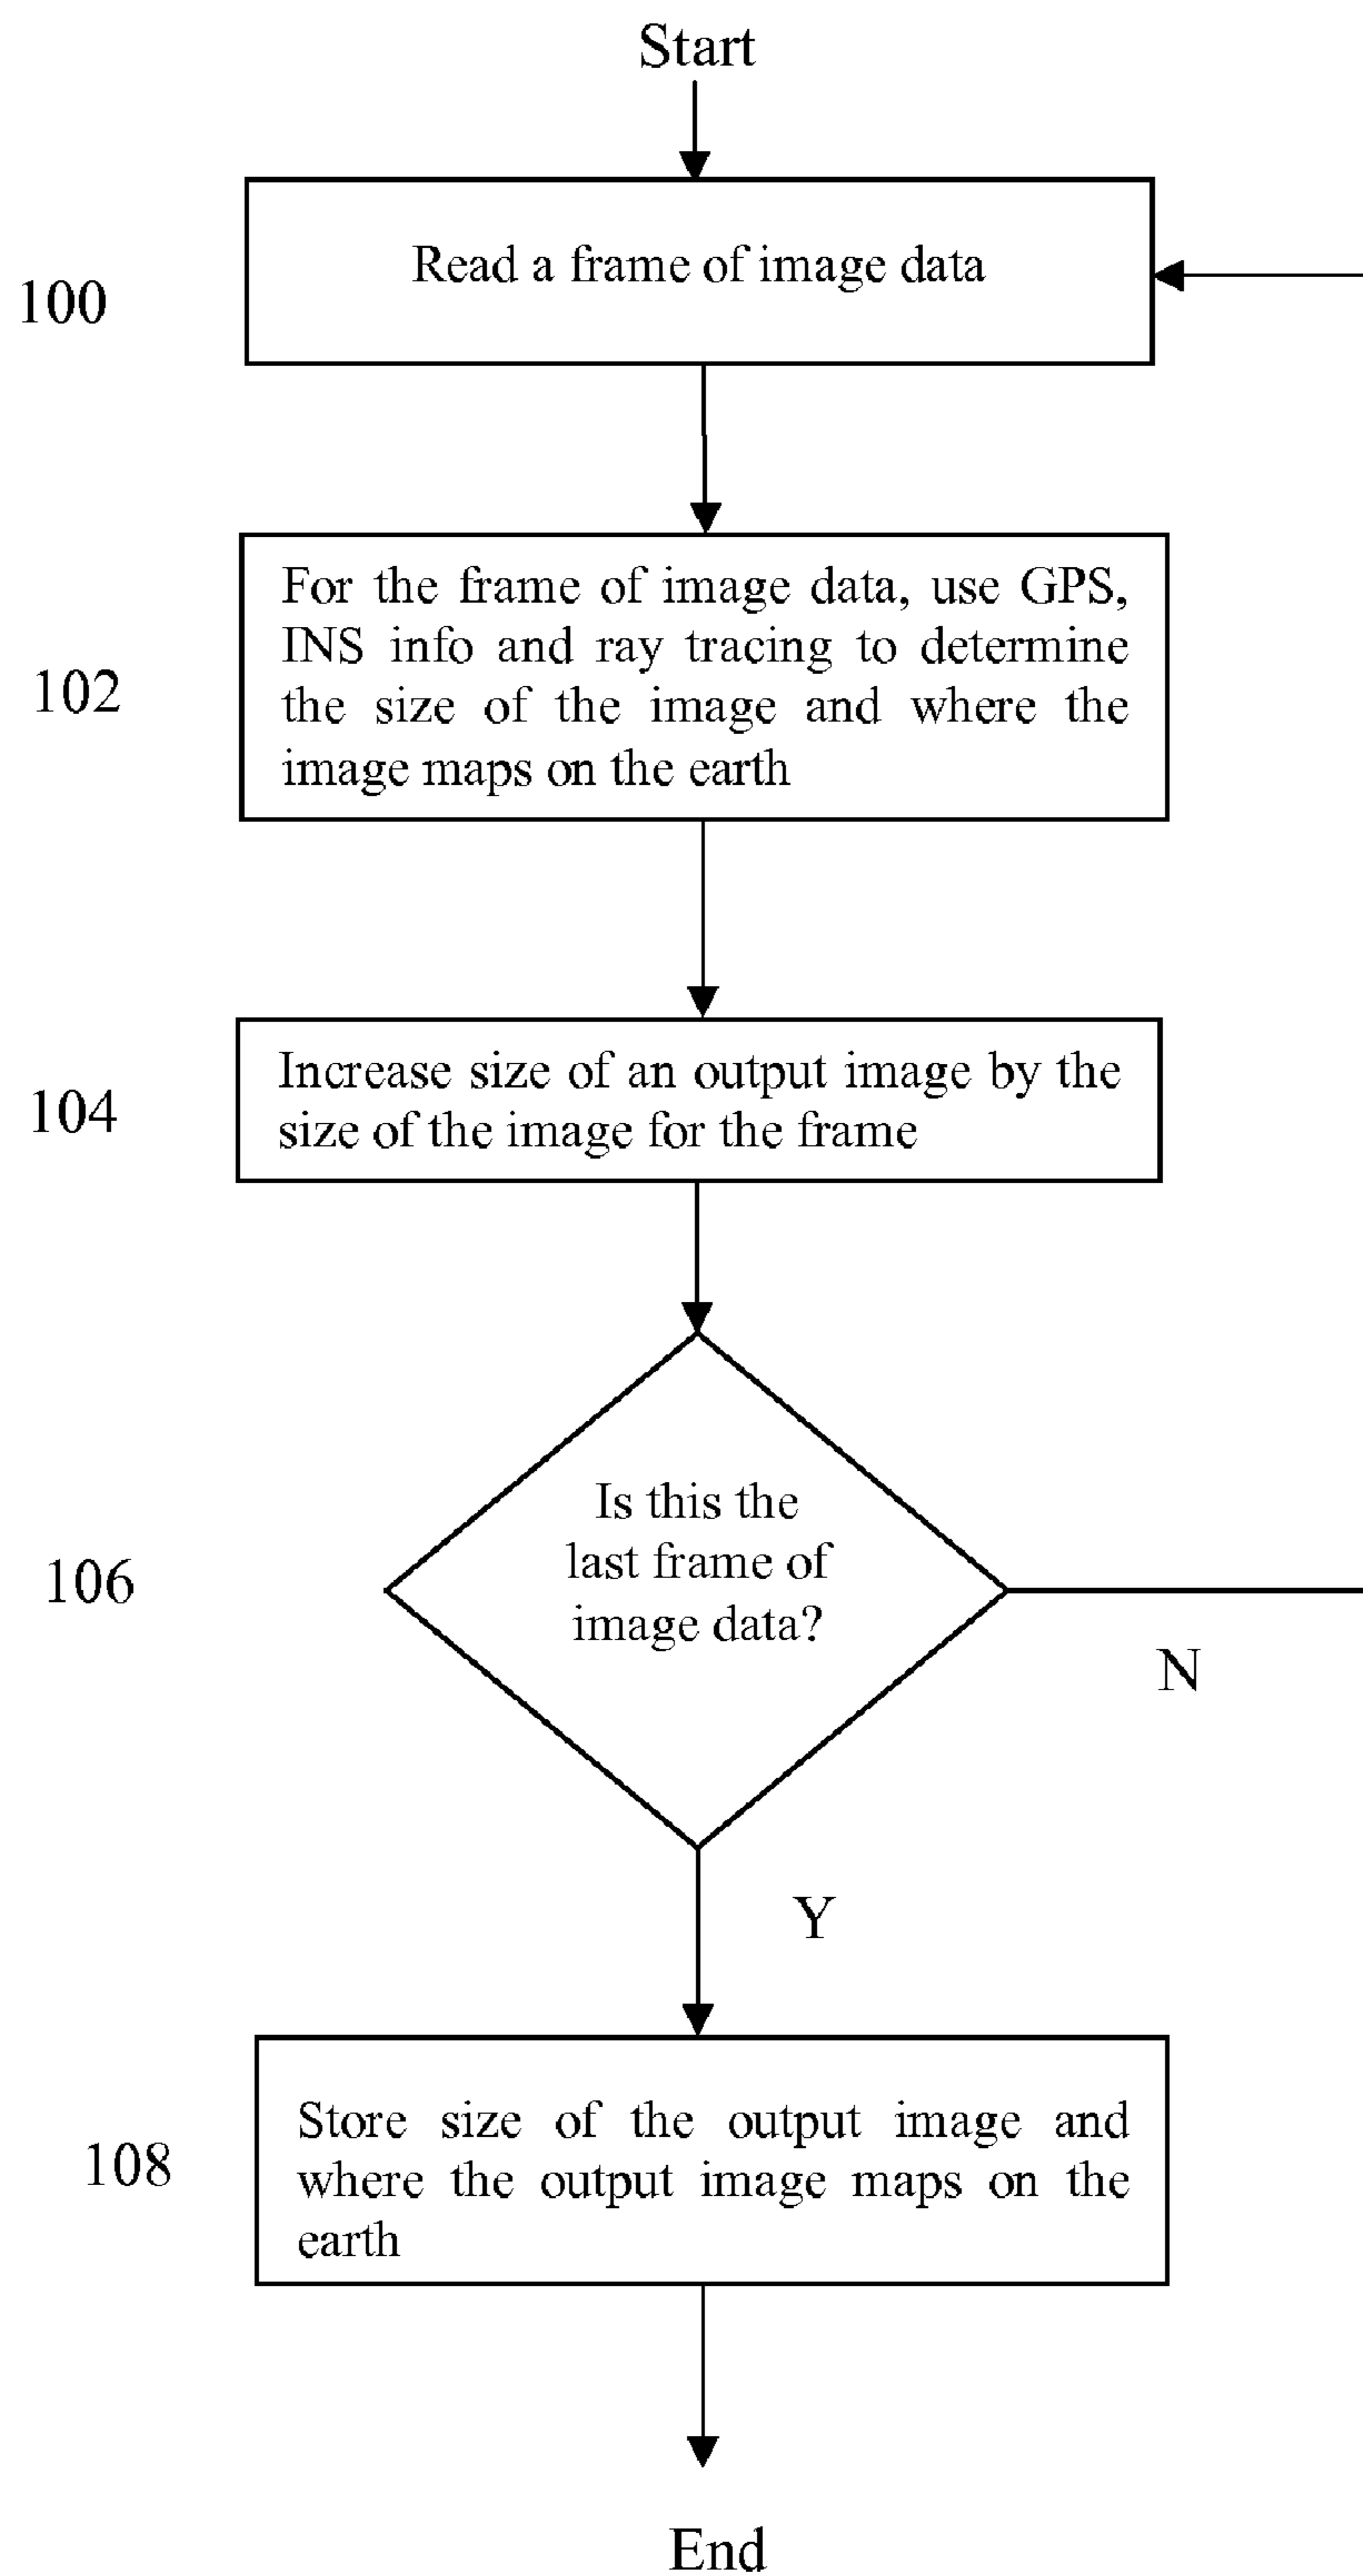 Start
100
Read a frame of image data
102
For the frame of image data, use GPS,
INS info and ray tracing to determine
the size of the image and where the
image maps on the earth
104
Increase size of an output image by the
size of the image for the frame
106
Is this the
last frame of
image data?
N
Y
108
Store size of the output image and
where the output image maps on the
earth
End